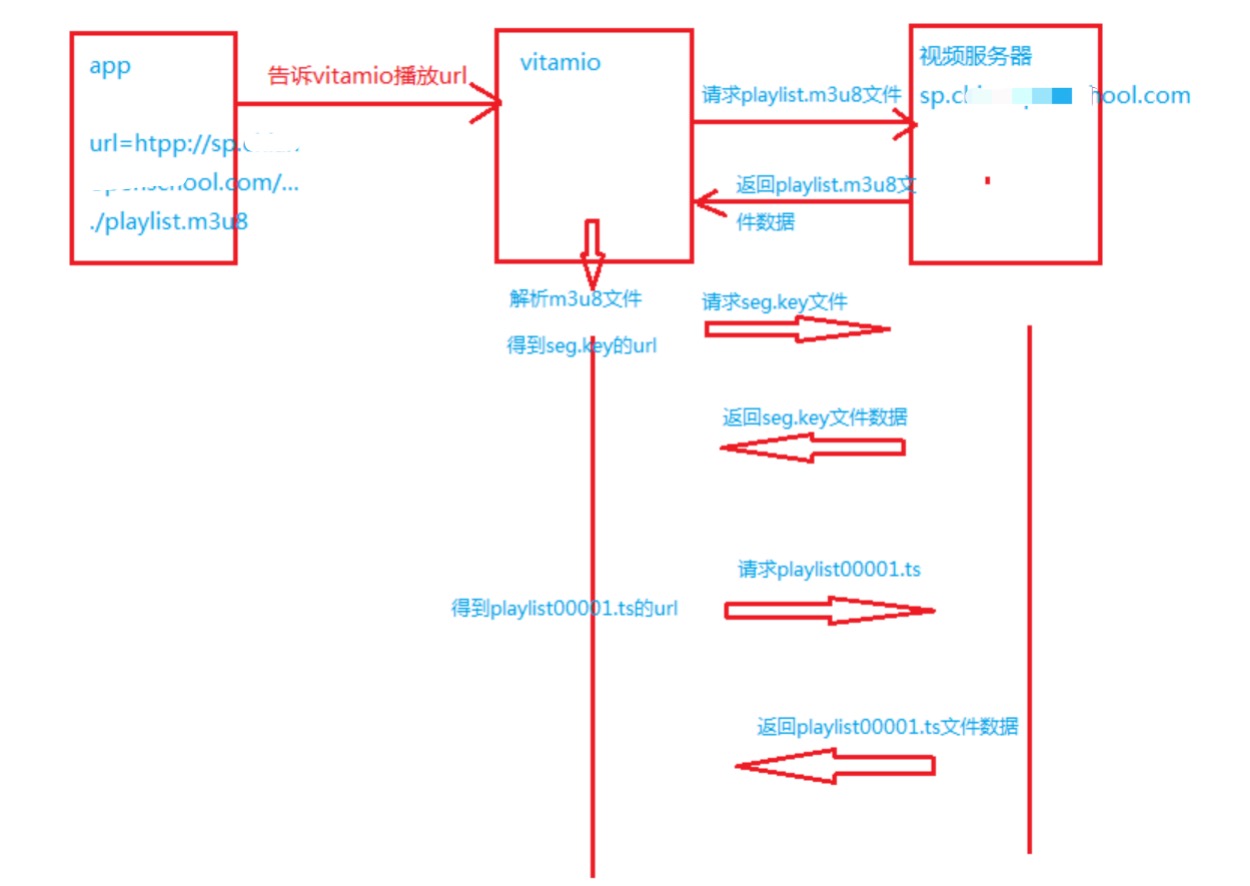 app
告诉vitamio播放url
vitamio
视频服务器
请求playlist.m3u8文件
hool.com
url=htpp://sp.
hool.com/...
./playlist.m3u8
返回playlist.m3u8文
件数据
解析m3u8文件
请求seg.key文件
得到seg.key的url
返回seg.key文件数据
请求playlist00001.ts
得到playlist00001.ts的url
返回playlist00001.ts文件数据